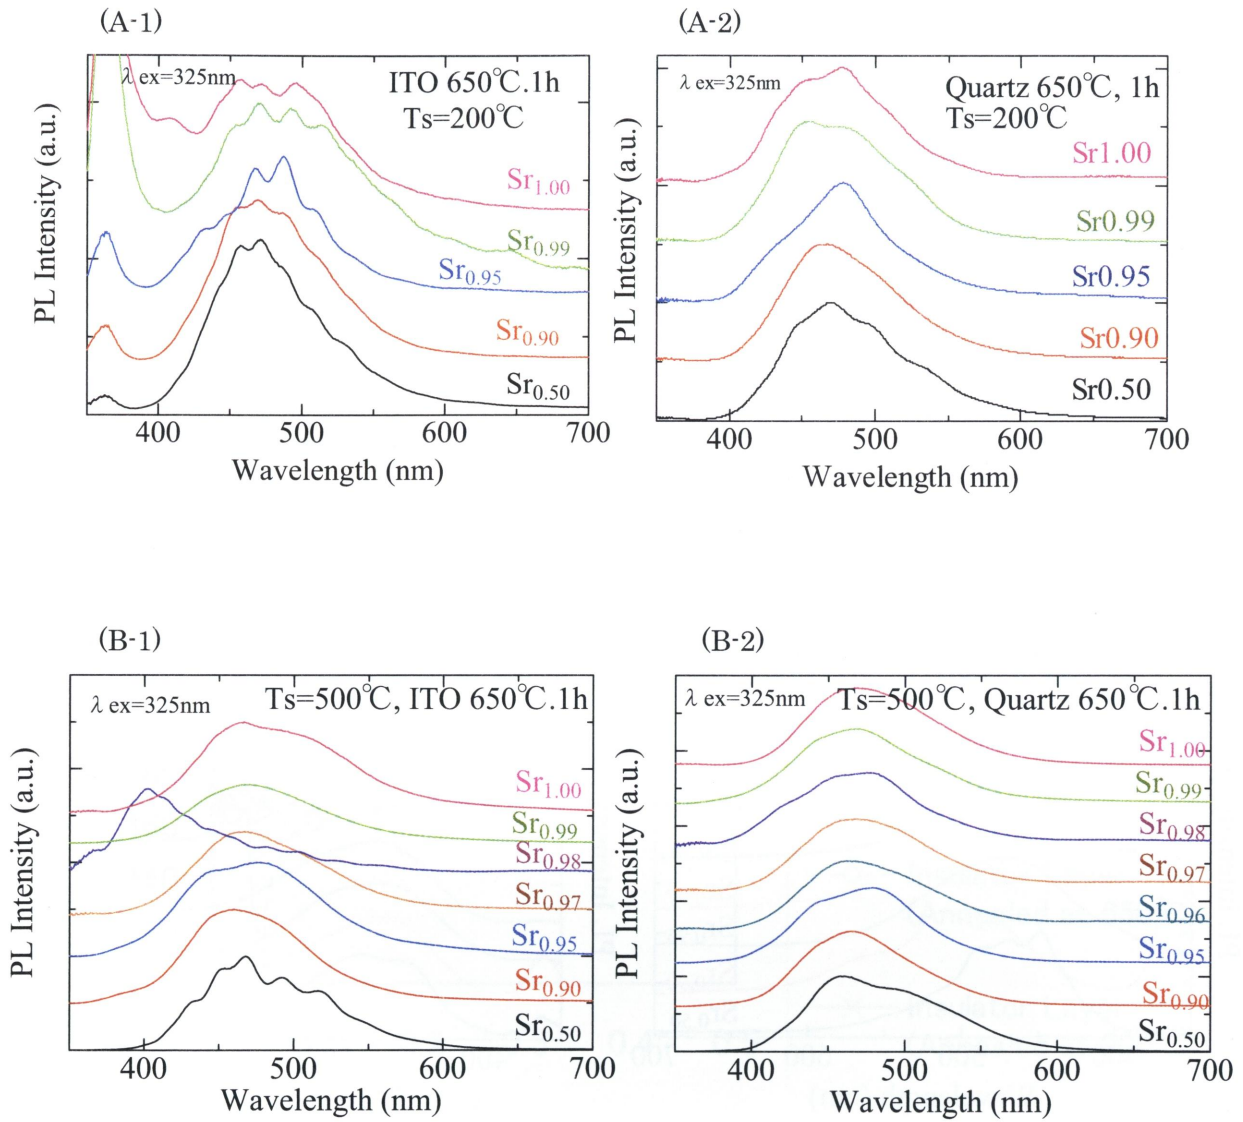 (A-1)
λ ex=325nm
ITO 650℃.1h
Ts=200℃
Sr1.00
Sr0.99
Sr0.95
Sr0.90
Sr0.50
PL Intensity (a.u.)
400 500 600 700
Wavelength (nm)
(A-2)
λ ex=325nm
Quartz 650℃, 1h
Ts=200℃
Sr1.00
Sr0.99
Sr0.95
Sr0.90
Sr0.50
PL Intensity (a.u.)
400 500 600 700
Wavelength (nm)
(B-1)
λ ex=325nm
Ts=500℃, ITO 650℃.1h
Sr1.00
Sr0.99
Sr0.98
Sr0.97
Sr0.95
Sr0.90
Sr0.50
PL Intensity (a.u.)
400 500 600 700
Wavelength (nm)
(B-2)
λ ex=325nm
Ts=500℃, Quartz 650℃.1h
Sr1.00
Sr0.99
Sr0.98
Sr0.97
Sr0.96
Sr0.95
Sr0.90
Sr0.50
PL Intensity (a.u.)
400 500 600 700
Wavelength (nm)